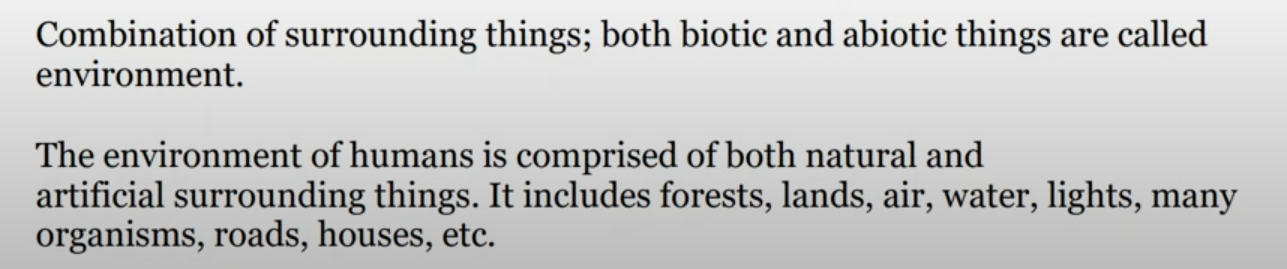 Combination of surrounding things; both biotic and abiotic things are called
environment.
The environment of humans is comprised of both natural and
artificial surrounding things. It includes forests, lands, air, water, lights, many
organisms, roads, houses, etc.